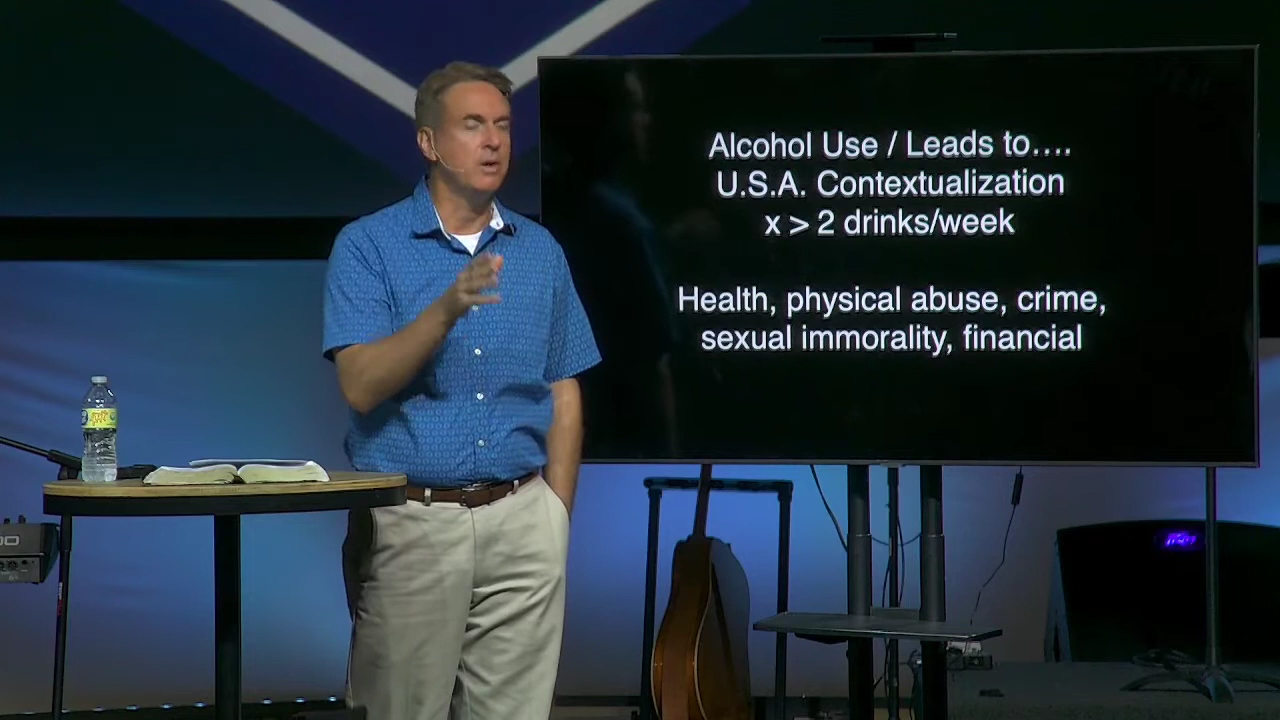 Alcohol Use / Leads to....
U.S.A. Contextualization
x > 2 drinks/week
Health, physical abuse, crime,
sexual immorality, financial